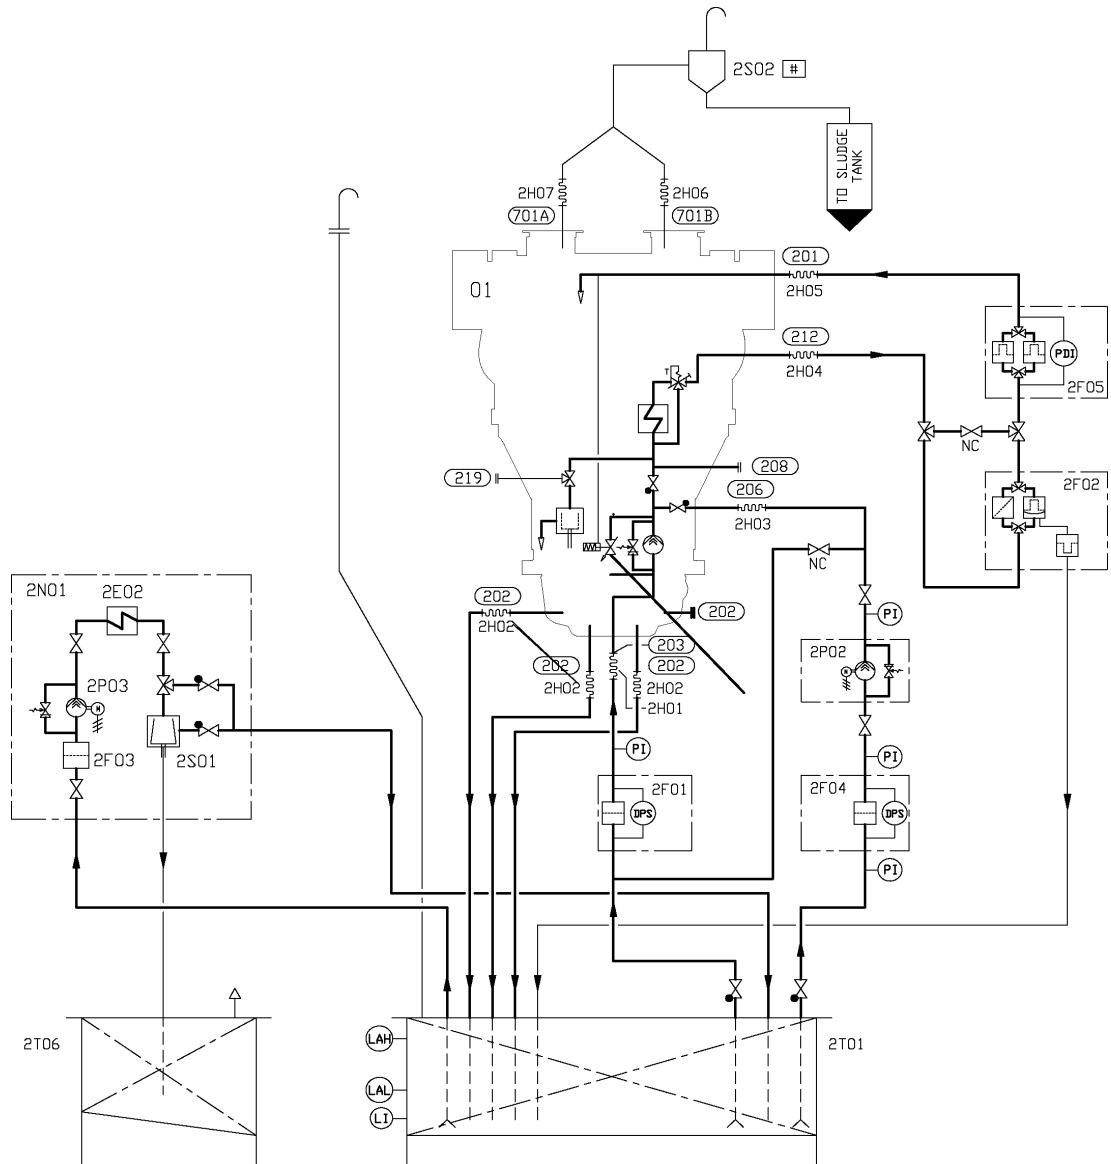 2S02 #
TO SLUDGE
TANK
2H07
2H06
701A
701B
201
2H05
01
212
2H04
T
PDI
2F05
NC
219
208
206
2H03
2F02
NC
2N01
2E02
202
2H02
202
203
PI
202
2H02
202
2H02
2H01
2P02
M
2P03
M
2F03
2S01
PI
PI
2F01
2F04
DPS
DPS
PI
2T06
LAH
2T01
LAL
LI